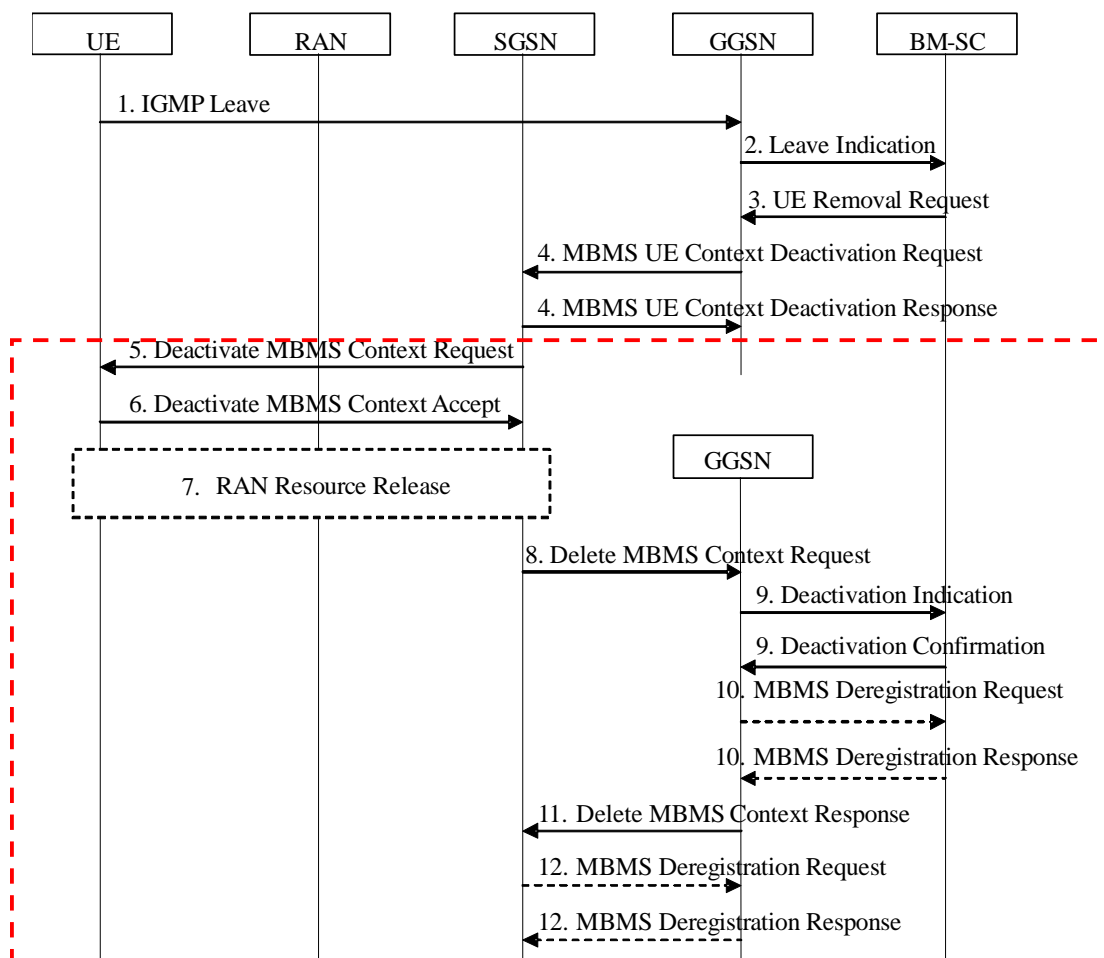 UE
RAN
SGSN
GGSN
BM-SC
1. IGMP Leave
2. Leave Indication
3. UE Removal Request
4. MBMS UE Context Deactivation Request
4. MBMS UE Context Deactivation Response
5. Deactivate MBMS Context Request
6. Deactivate MBMS Context Accept
GGSN
7. RAN Resource Release
8. Delete MBMS Context Request
9. Deactivation Indication
9. Deactivation Confirmation
10. MBMS Deregistration Request
10. MBMS Deregistration Response
11. Delete MBMS Context Response
12. MBMS Deregistration Request
12. MBMS Deregistration Response